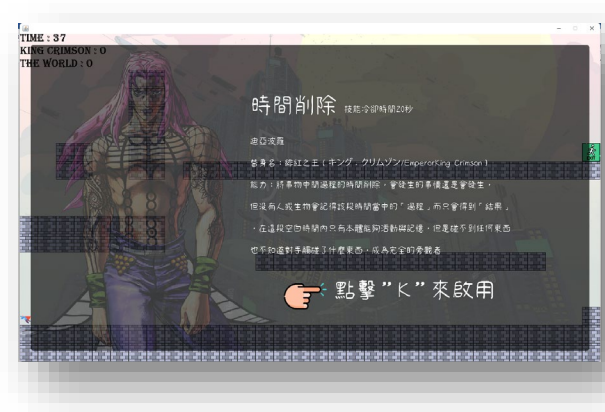 TIME : 37
KING CRIMSON : 0
THE WORLD : 0
時間削除 技能冷卻時間20秒
迪亞波羅
替身名：緋紅之王（キング・クリムゾン/EmperorKing Crimson）
能力：將事物中間過程的時間削除，會發生的事情還是會發生，
但沒有人或生物會記得該段時間當中的「過程」而只會得到「結果」
，在這段空白時間內只有本體能夠活動與記憶，但是碰不到任何東西
也不知道對手觸碰了什麼東西，成為完全的旁觀者
點擊"K"來啟用